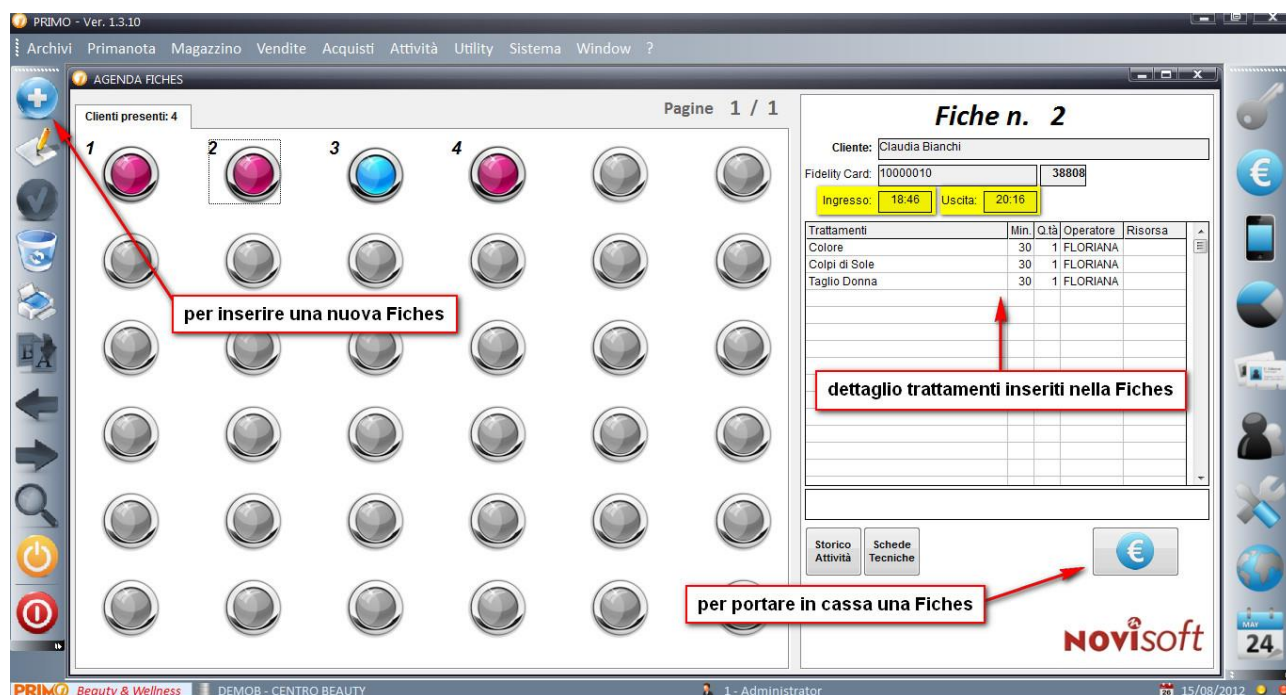 PRIMO - Ver. 1.3.10
Archivi Primanota Magazzino Vendite Acquisti Attività Utility Sistema Window ?
AGENDA FICHES
Clienti presenti: 4
Pagine 1 / 1
1 2 3 4
per inserire una nuova Fiches
Fiche n. 2
Cliente: Claudia Bianchi
Fidelity Card: 10000010 38808
Ingresso: 18:46 Uscita: 20:16
Trattamenti Min. Q.tà Operatore Risorsa
Colore 30 1 FLORIANA
Colpi di Sole 30 1 FLORIANA
Taglio Donna 30 1 FLORIANA
dettaglio trattamenti inseriti nella Fiches
Storico Attività
Schede Tecniche
€
per portare in cassa una Fiches
NOVIsoft
€
MAY
24
PRIMO Beauty & Wellness DEMOB - CENTRO BEAUTY 1 - Administrator 15/08/2012